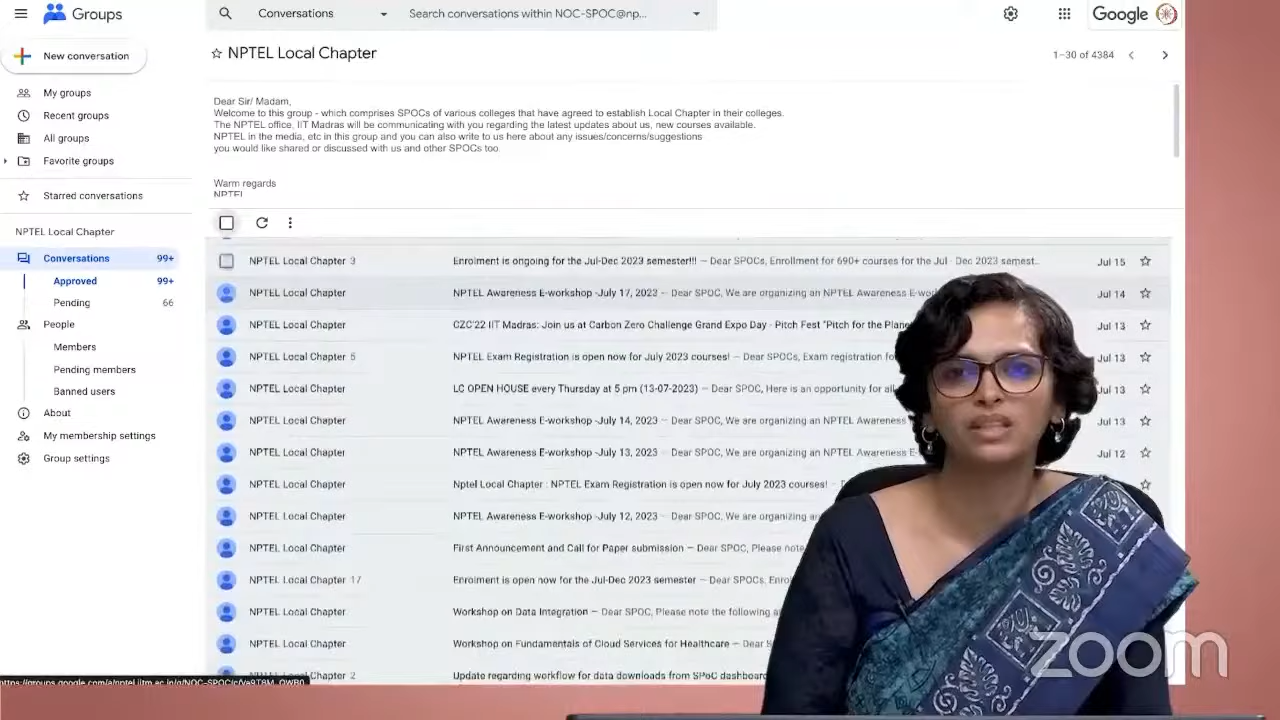 Groups
Conversations
Search conversations within NOC-SPOC@np...
Google
New conversation
NPTEL Local Chapter
1–30 of 4384
My groups
Recent groups
All groups
Favorite groups
Starred conversations
NPTEL Local Chapter
Conversations 99+
Approved 99+
Pending 66
People
Members
Pending members
Banned users
About
My membership settings
Group settings
Dear Sir/ Madam,
Welcome to this group - which comprises SPOCs of various colleges that have agreed to establish Local Chapter in their colleges.
The NPTEL office, IIT Madras will be communicating with you regarding the latest updates about us, new courses available.
NPTEL in the media, etc in this group and you can also write to us here about any issues/concerns/suggestions
you would like shared or discussed with us and other SPOCs too.
Warm regards
NPTEL
NPTEL Local Chapter 3 Enrolment is ongoing for the Jul-Dec 2023 semester!!! – Dear SPOCs, Enrollment for 690+ courses for the Jul - Dec 2023 semest... Jul 15
NPTEL Local Chapter NPTEL Awareness E-workshop -July 17, 2023 – Dear SPOC, We are organizing an NPTEL Awareness E-wo Jul 14
NPTEL Local Chapter CZC'22 IIT Madras: Join us at Carbon Zero Challenge Grand Expo Day - Pitch Fest "Pitch for the Plane Jul 13
NPTEL Local Chapter 5 NPTEL Exam Registration is open now for July 2023 courses! – Dear SPOCs, Exam registration fo Jul 13
NPTEL Local Chapter LC OPEN HOUSE every Thursday at 5 pm (13-07-2023) – Dear SPOC, Here is an opportunity for all Jul 13
NPTEL Local Chapter NPTEL Awareness E-workshop -July 14, 2023 – Dear SPOC, We are organizing an NPTEL Awareness Jul 13
NPTEL Local Chapter NPTEL Awareness E-workshop -July 13, 2023 – Dear SPOC, We are organizing an NPTEL Awareness E- Jul 12
NPTEL Local Chapter Nptel Local Chapter : NPTEL Exam Registration is open now for July 2023 courses! –
NPTEL Local Chapter NPTEL Awareness E-workshop -July 12, 2023 – Dear SPOC, We are organizing
NPTEL Local Chapter First Announcement and Call for Paper submission – Dear SPOC, Please note
NPTEL Local Chapter 17 Enrolment is open now for the Jul-Dec 2023 semester – Dear SPOCs,
NPTEL Local Chapter Workshop on Data Integration – Dear SPOC, Please note the following
NPTEL Local Chapter Workshop on Fundamentals of Cloud Services for Healthcare – Dear
NPTEL Local Chapter 2 Update regarding workflow for data downloads from SPoC dashboard
zoom